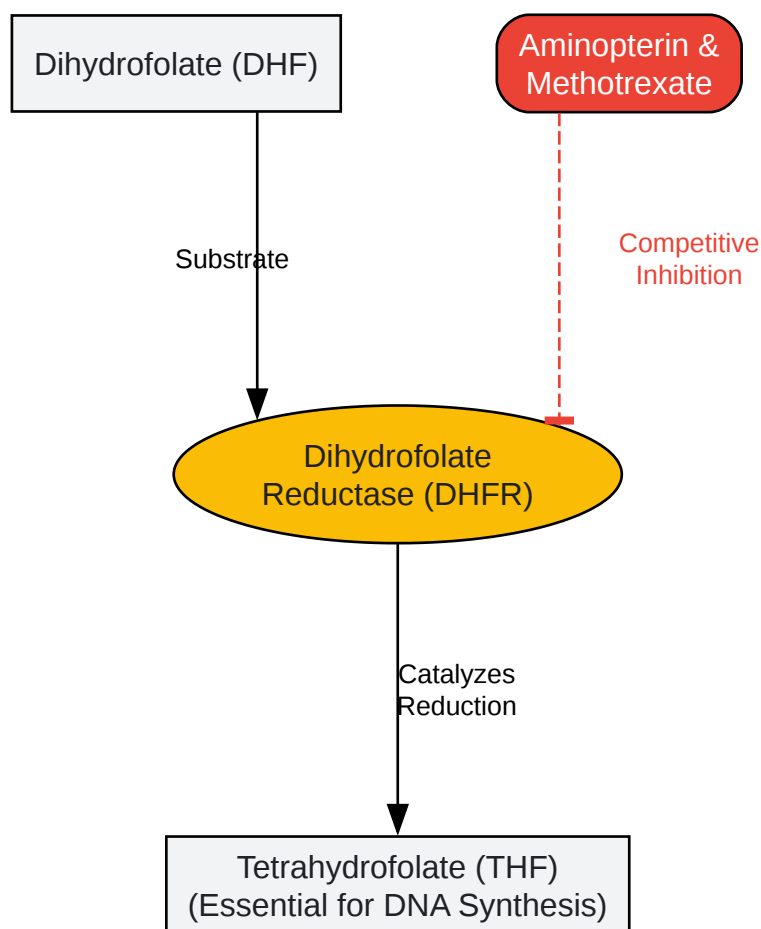 Dihydrofolate (DHF)
Aminopterin &
Methotrexate
Substrate
Competitive
Inhibition
Dihydrofolate
Reductase (DHFR)
Catalyzes
Reduction
Tetrahydrofolate (THF)
(Essential for DNA Synthesis)